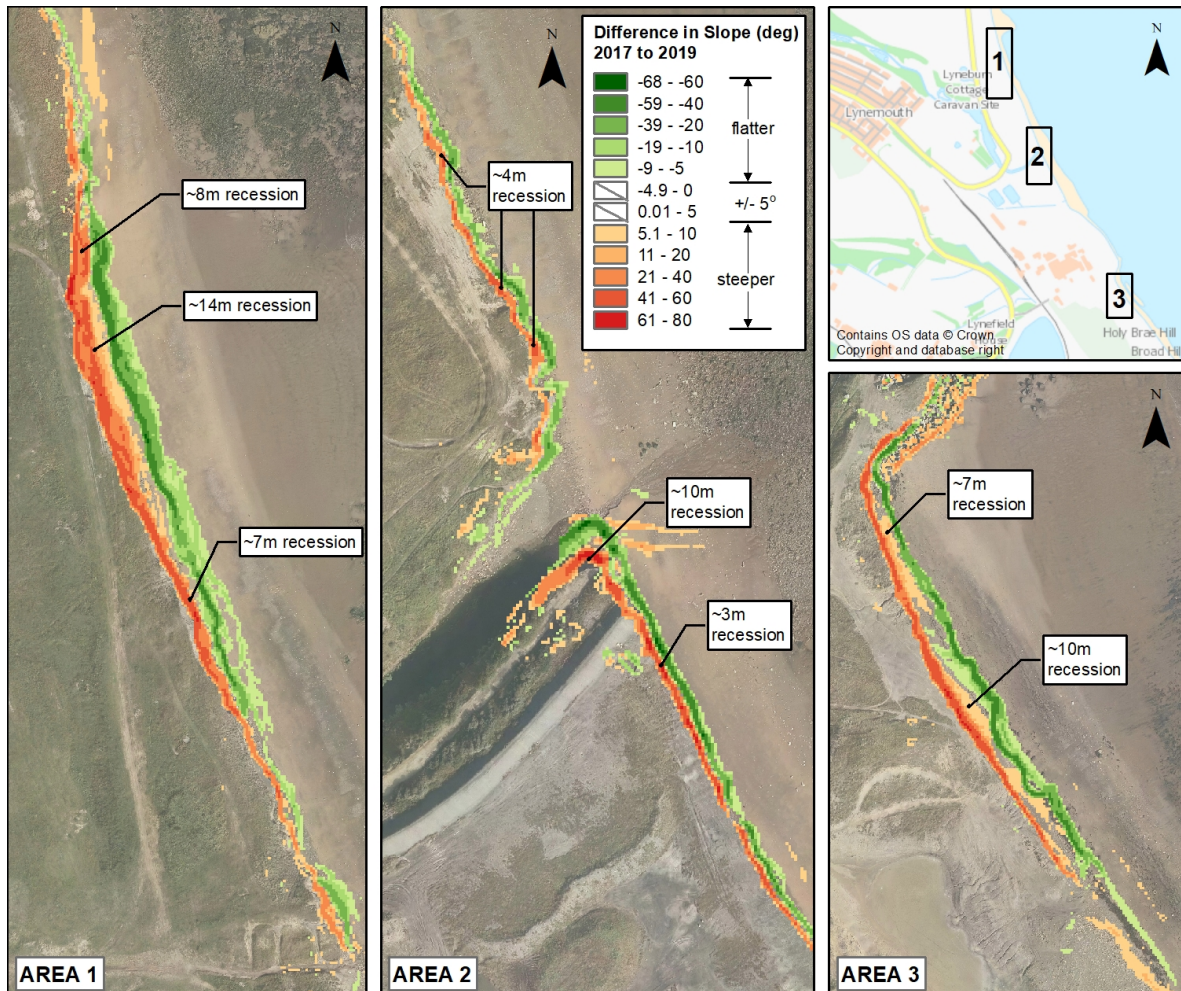 N
~8m recession
~14m recession
~7m recession
AREA 1
N
~4m
recession
~10m
recession
~3m
recession
AREA 2
Difference in Slope (deg)
2017 to 2019
-68 - -60
-59 - -40
-39 - -20
-19 - -10
-9 - -5
-4.9 - 0
0.01 - 5
5.1 - 10
11 - 20
21 - 40
41 - 60
61 - 80
flatter
+/- 5°
steeper
N
1
Lyneburn
Cottage
Caravan Site
Lynemouth
2
3
Lynefield
House
Holy Brae Hill
Broad Hil
Contains OS data © Crown
Copyright and database right
N
~7m
recession
~10m
recession
AREA 3